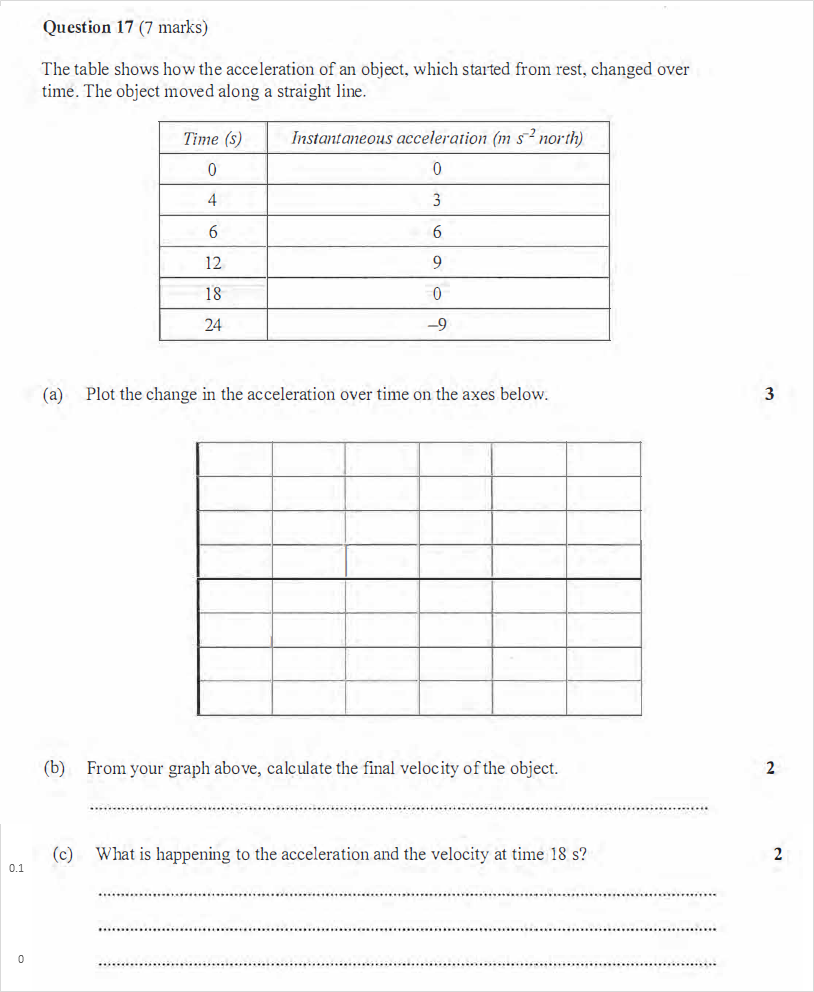 Question 17 (7 marks)
The table shows how the acceleration of an object, which started from rest, changed over
time. The object moved along a straight line.
Time (s) Instantaneous acceleration (m s⁻² north)
0 0
4 3
6 6
12 9
18 0
24 –9
(a) Plot the change in the acceleration over time on the axes below. 3
(b) From your graph above, calculate the final velocity of the object. 2
(c) What is happening to the acceleration and the velocity at time 18 s? 2
0.1
0